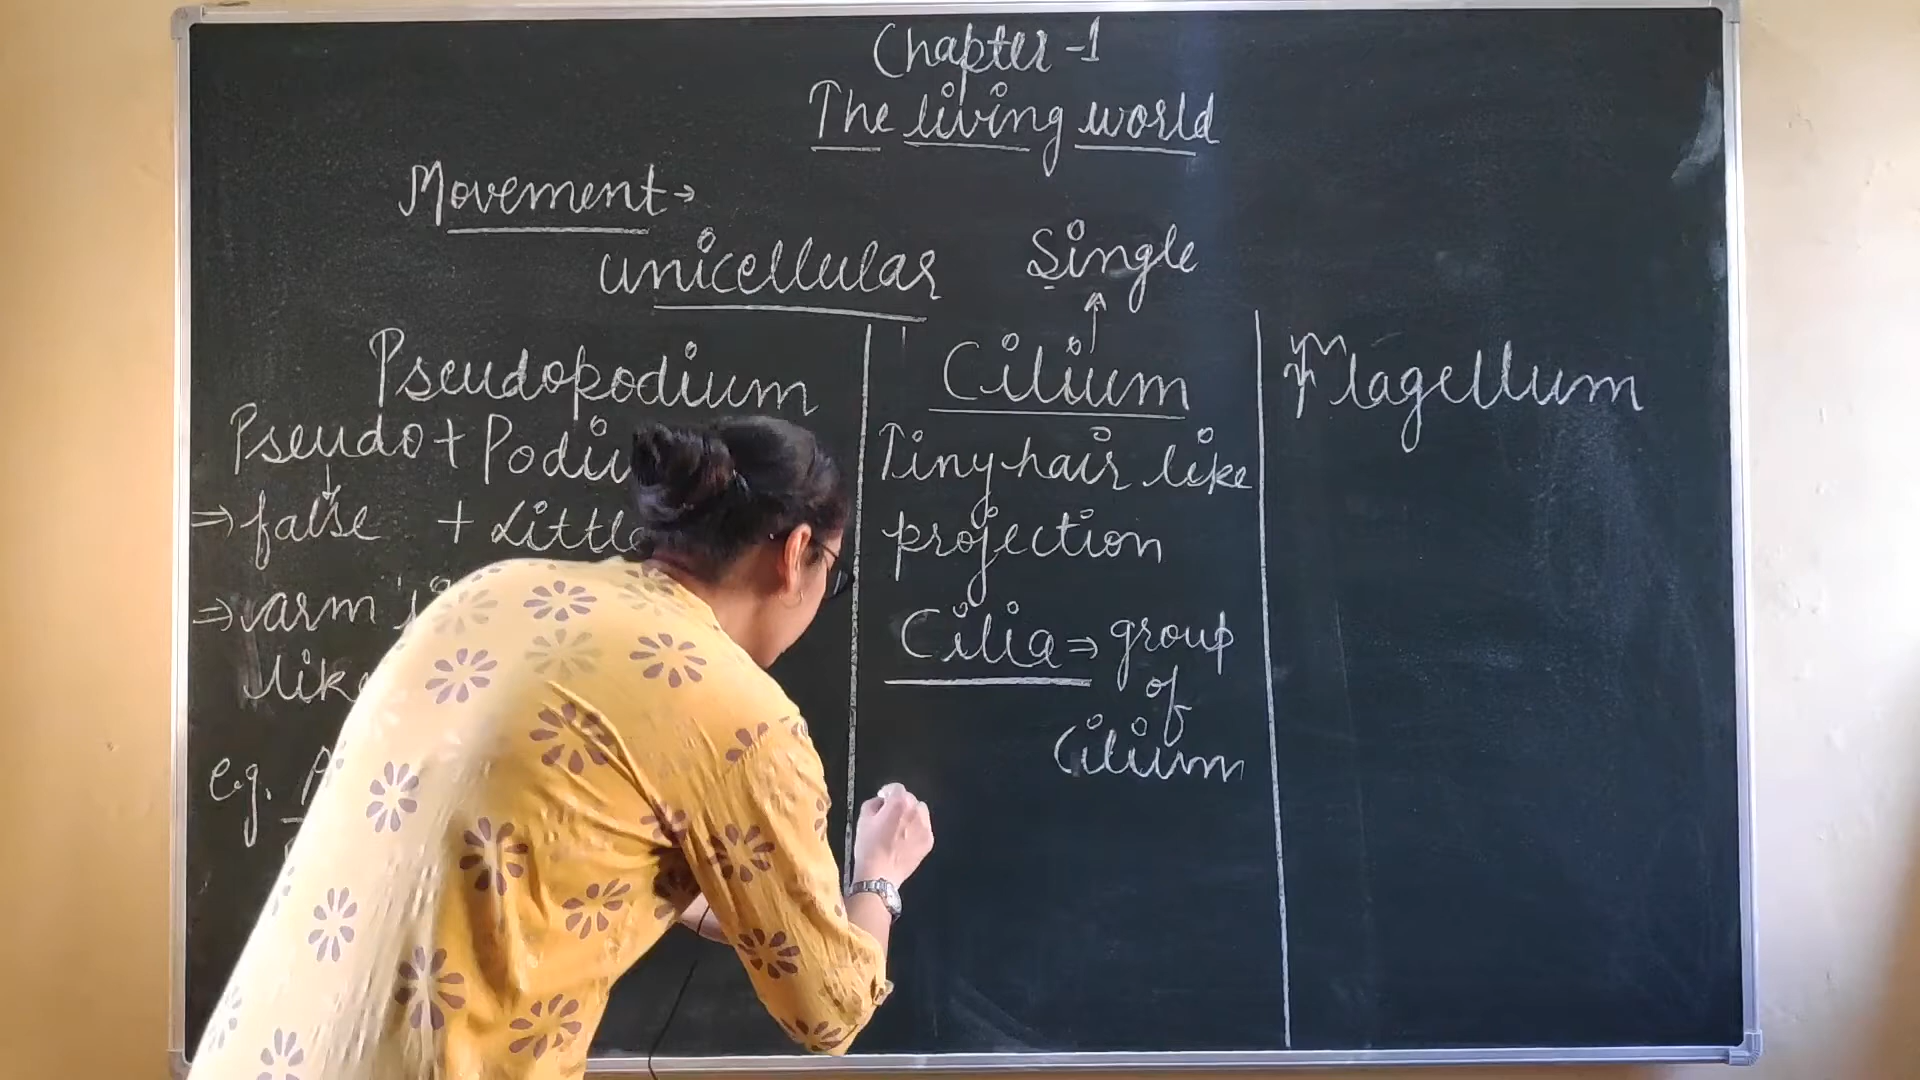 Chapter -1
The living world
Movement →
unicellular
Single
Pseudopodium
Pseudo + Podiu
⇒ false + Little
⇒ arm
like
e.g. A
Cilium
Tiny hair like
projection
Cilia ⇒ group
of
Cilium
Flagellum